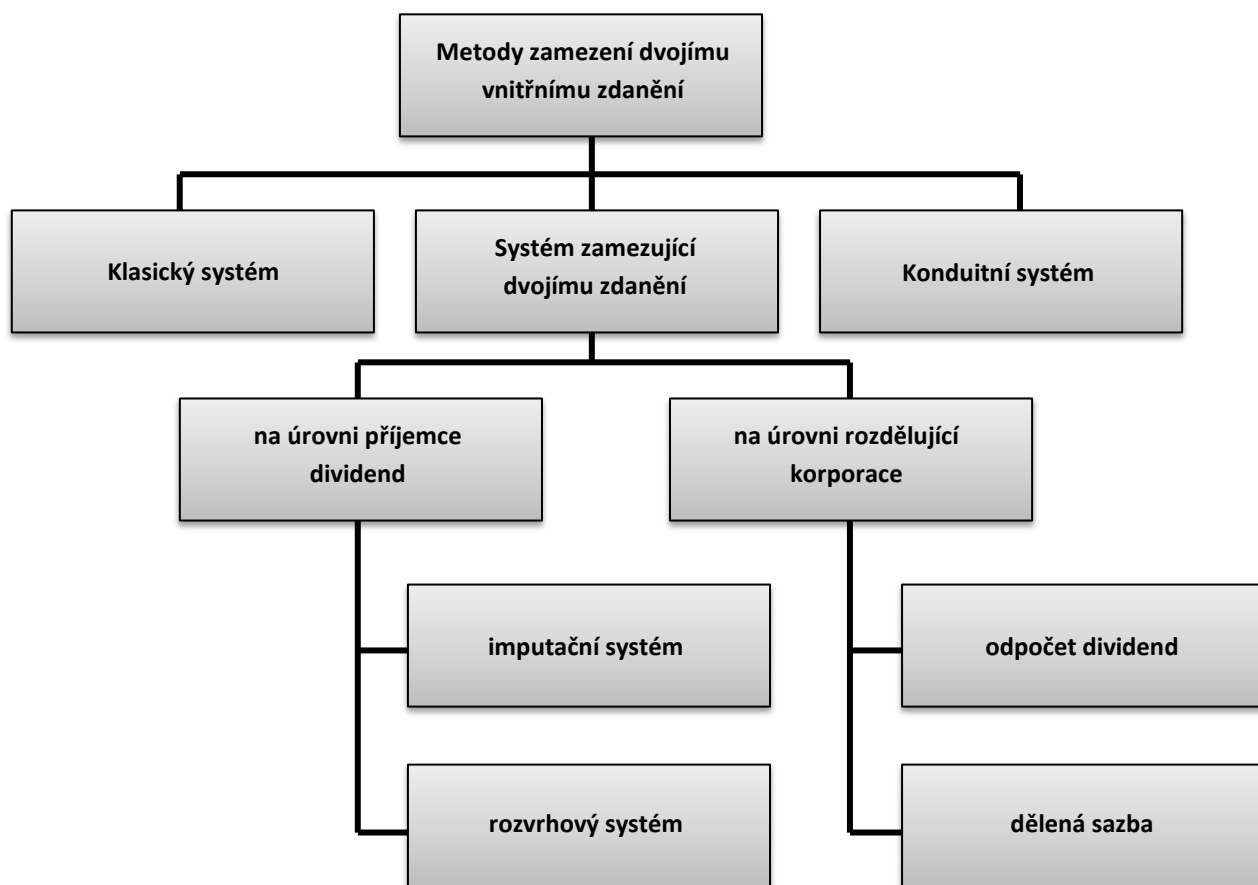 Metody zamezení dvojímu
vnitřnímu zdanění
Klasický systém
Systém zamezující
dvojímu zdanění
Konduitní systém
na úrovni příjemce
dividend
na úrovni rozdělující
korporace
imputační systém
odpočet dividend
rozvrhový systém
dělená sazba